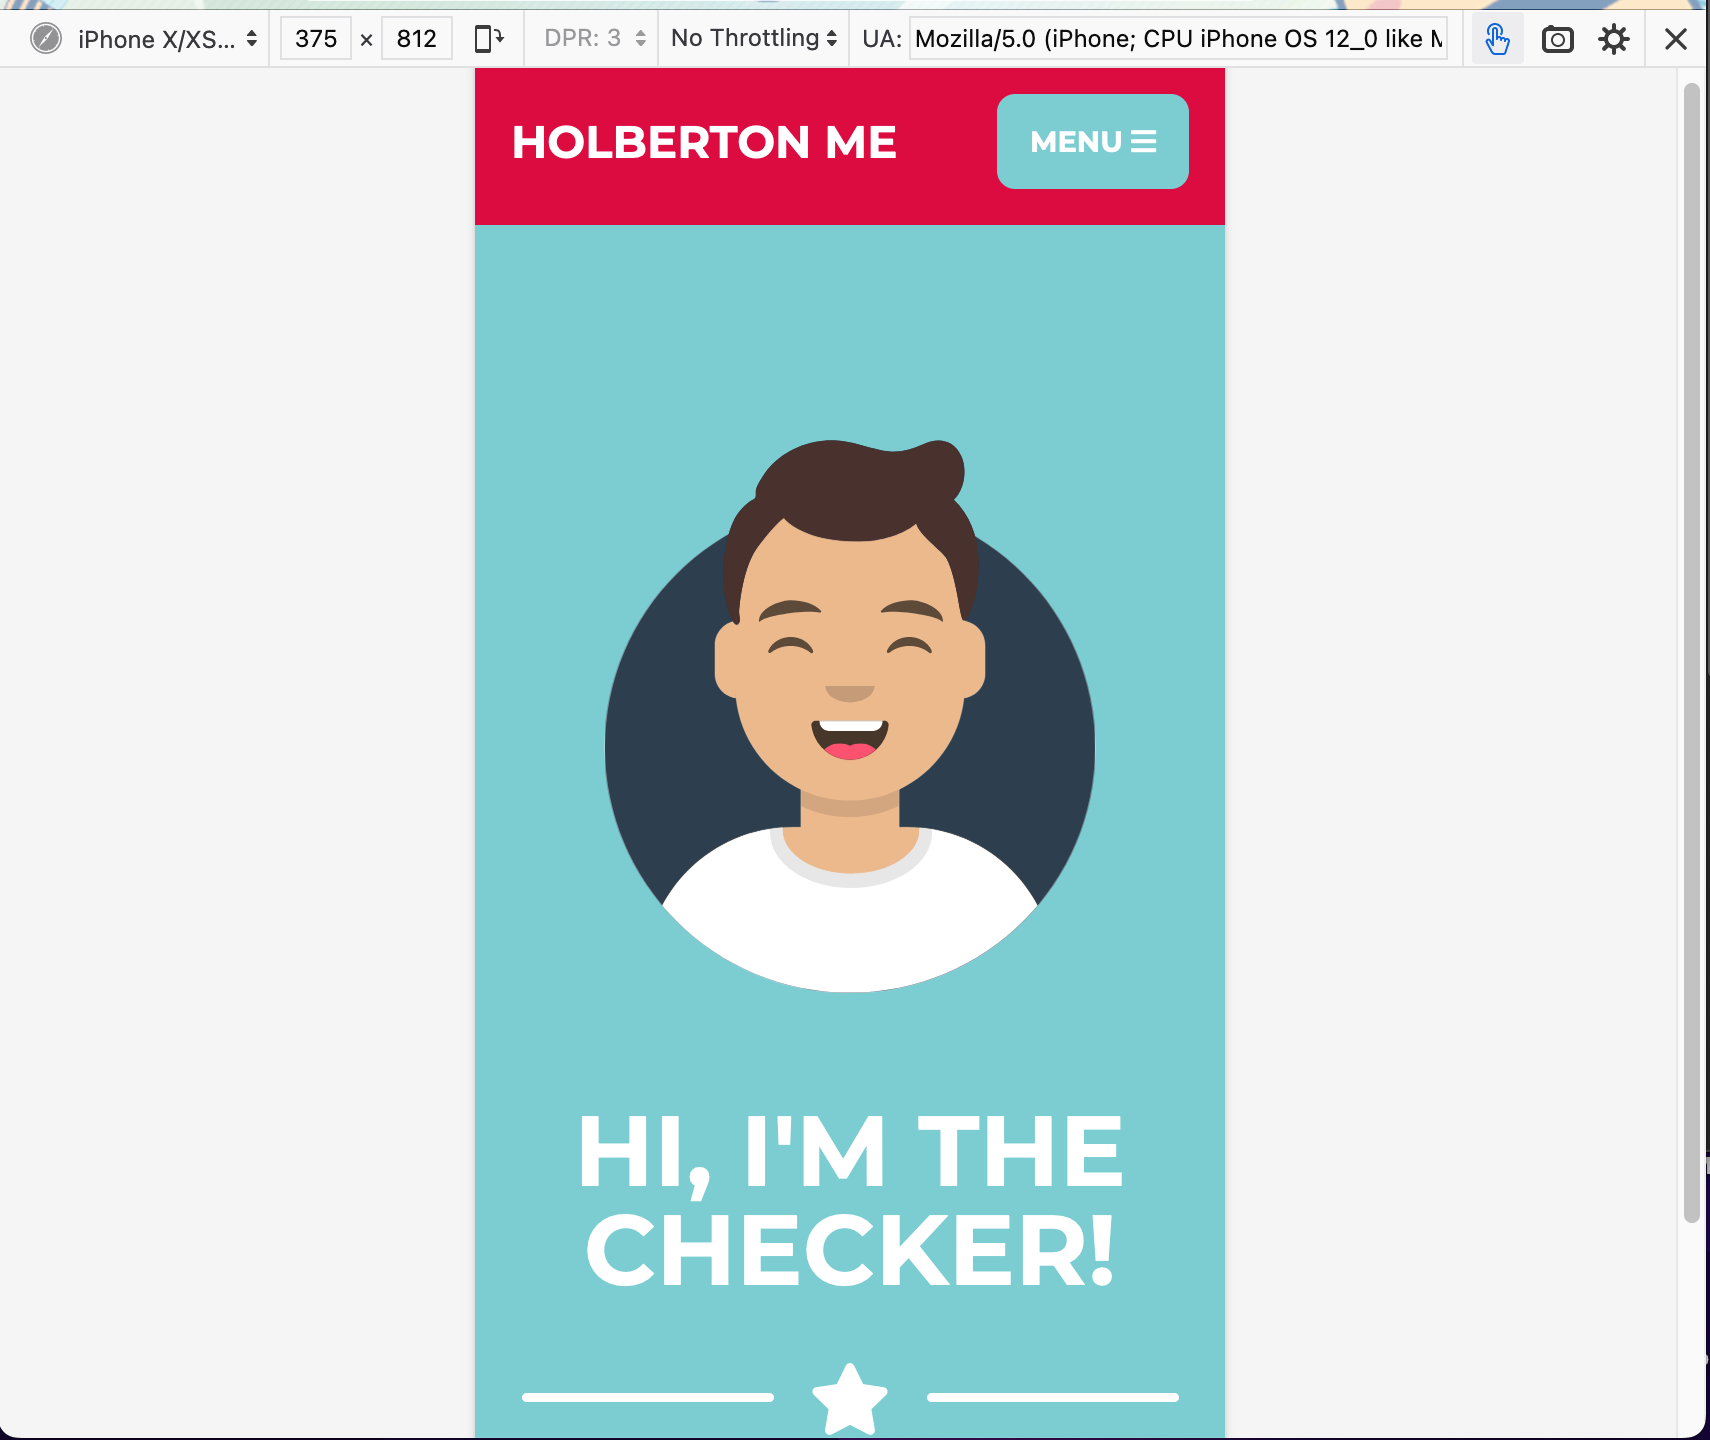 iPhone X/XS... 375 × 812 DPR: 3 No Throttling UA: Mozilla/5.0 (iPhone; CPU iPhone OS 12_0 like M
HOLBERTON ME MENU
HI, I'M THE
CHECKER!